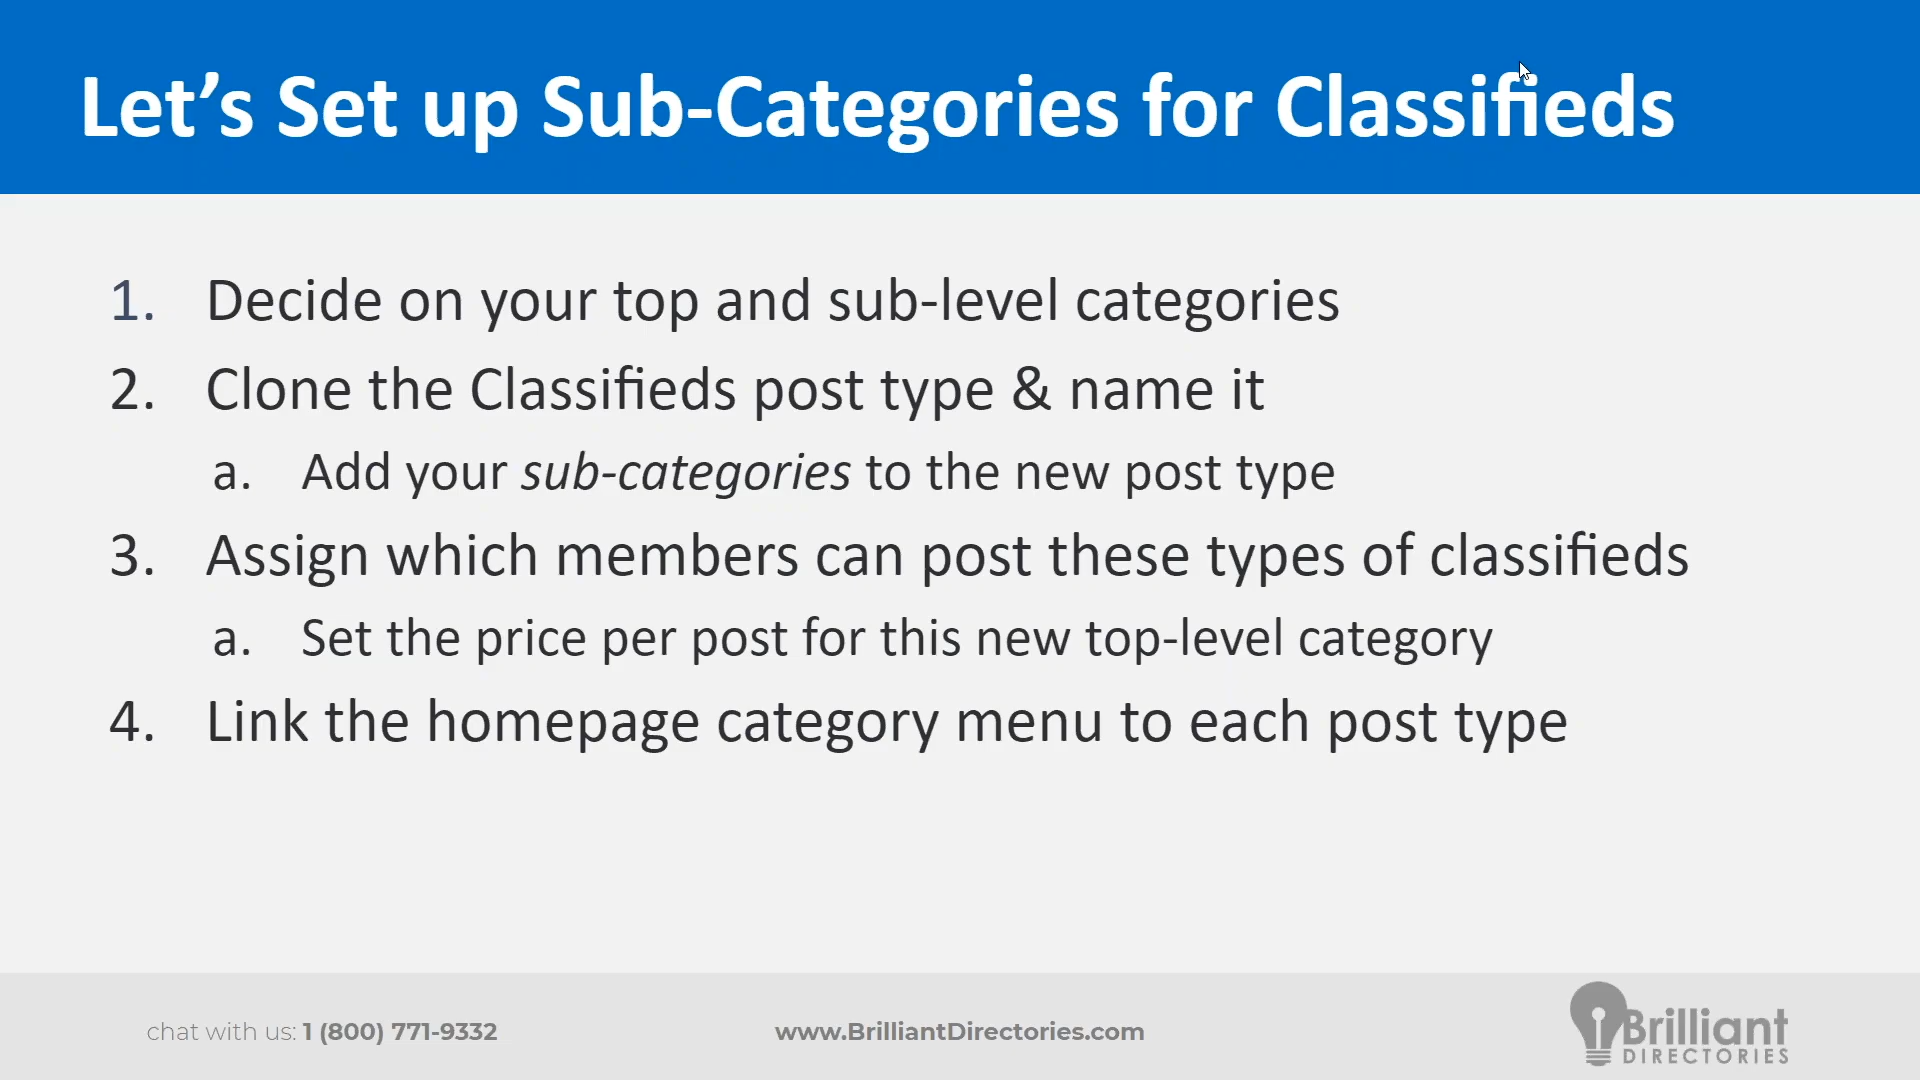 Let’s Set up Sub-Categories for Classifieds
1. Decide on your top and sub-level categories
2. Clone the Classifieds post type & name it
a. Add your sub-categories to the new post type
3. Assign which members can post these types of classifieds
a. Set the price per post for this new top-level category
4. Link the homepage category menu to each post type
chat with us: 1 (800) 771-9332
www.BrilliantDirectories.com
Brilliant
DIRECTORIES